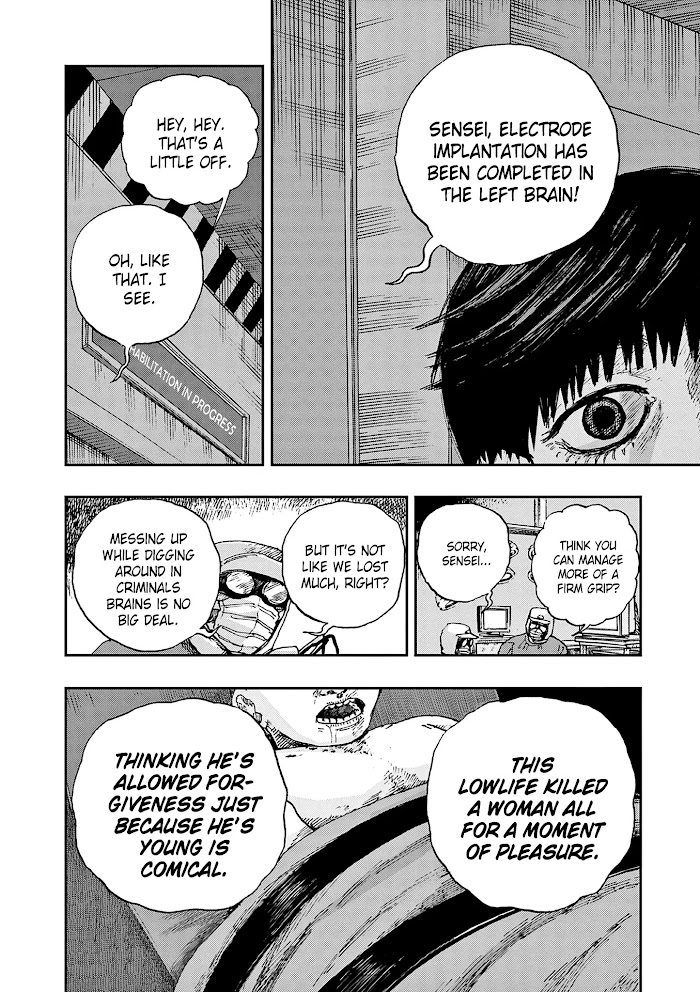 SENSEI, ELECTRODE
IMPLANTATION HAS
BEEN COMPLETED IN
THE LEFT BRAIN!
HEY, HEY.
THAT'S A
LITTLE OFF.
OH, LIKE
THAT. I
SEE.
HABILITATION IN PROGRESS
THINK YOU
CAN MANAGE
MORE OF A
FIRM GRIP?
SORRY,
SENSEI...
BUT IT'S NOT
LIKE WE LOST
MUCH, RIGHT?
MESSING UP
WHILE DIGGING
AROUND IN
CRIMINALS
BRAINS IS NO
BIG DEAL.
THIS
LOWLIFE KILLED
A WOMAN ALL
FOR A MOMENT
OF PLEASURE.
THINKING HE'S
ALLOWED FOR-
GIVENESS JUST
BECAUSE HE'S
YOUNG IS
COMICAL.